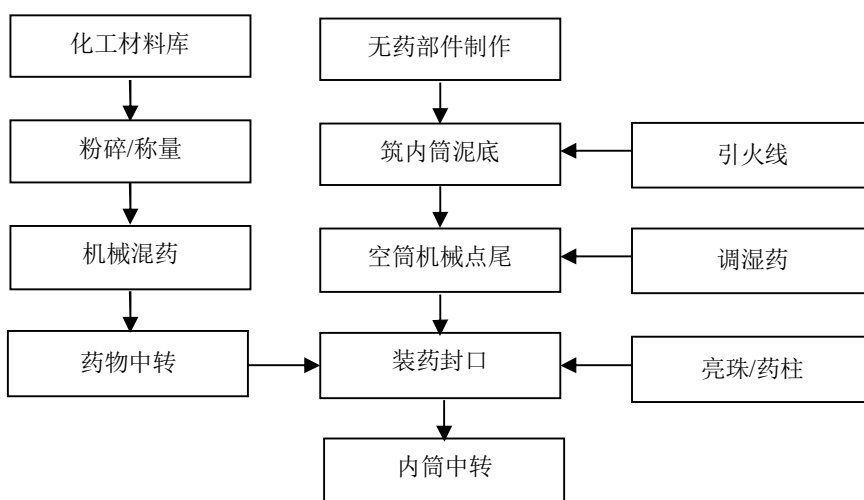 化工材料库
无药部件制作
粉碎/称量
筑内筒泥底
引火线
机械混药
空筒机械点尾
调湿药
药物中转
装药封口
亮珠/药柱
内筒中转